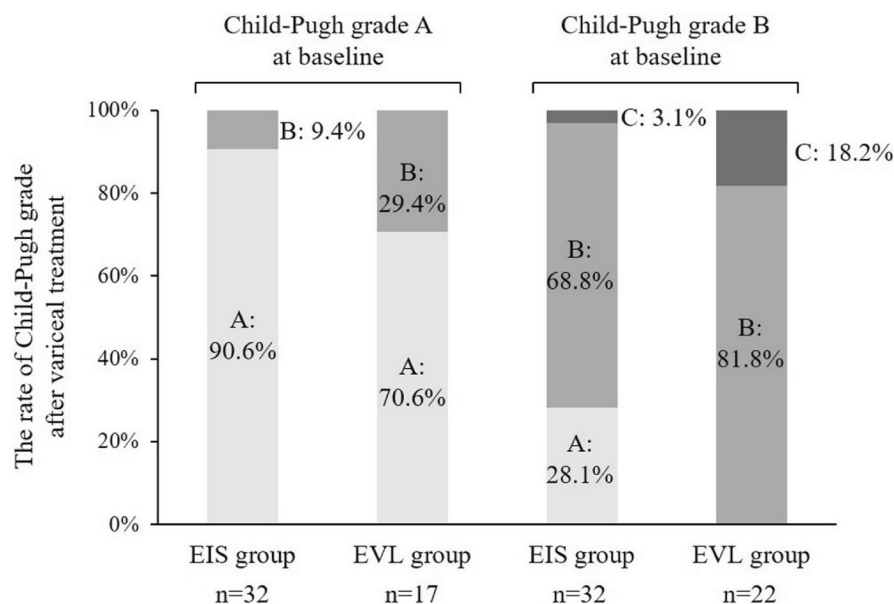 Child-Pugh grade A
at baseline
Child-Pugh grade B
at baseline
The rate of Child-Pugh grade
after variceal treatment
100%
80%
60%
40%
20%
0%
B: 9.4%
A:
90.6%
B:
29.4%
A:
70.6%
C: 3.1%
B:
68.8%
A:
28.1%
C: 18.2%
B:
81.8%
EIS group
n=32
EVL group
n=17
EIS group
n=32
EVL group
n=22